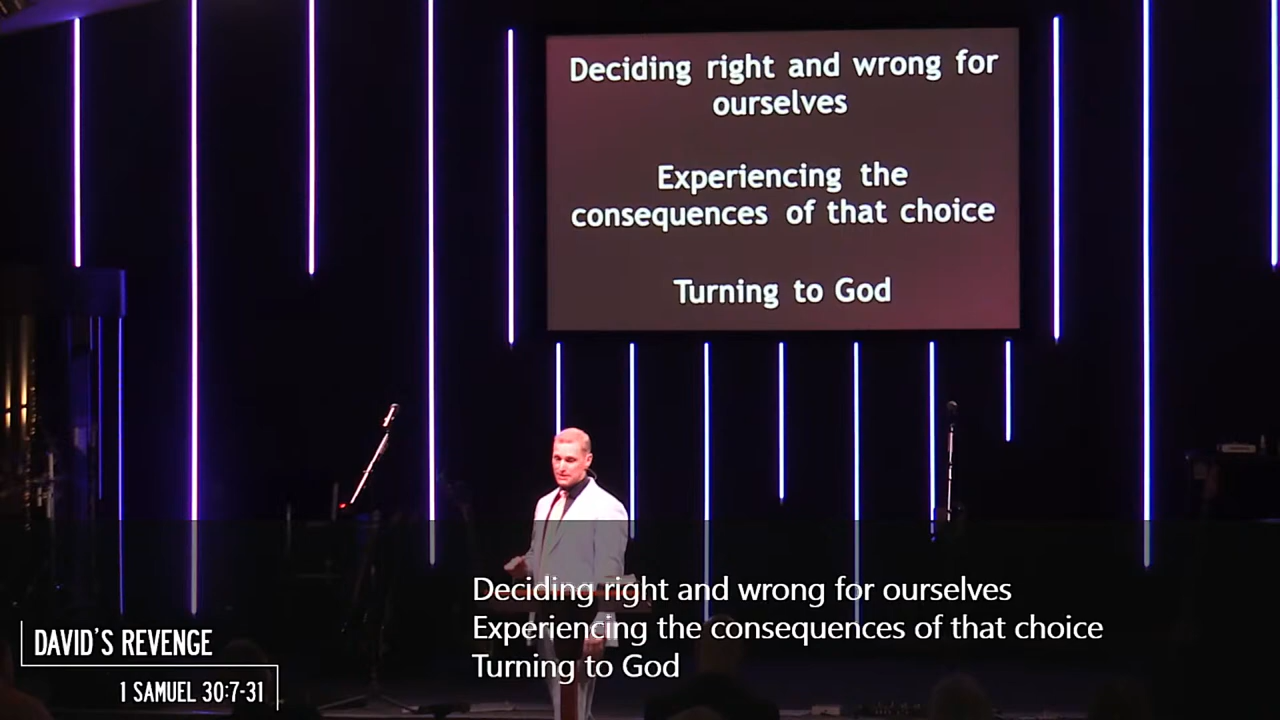 Deciding right and wrong for
ourselves
Experiencing the
consequences of that choice
Turning to God
Deciding right and wrong for ourselves
Experiencing the consequences of that choice
Turning to God
DAVID'S REVENGE
1 SAMUEL 30:7-31